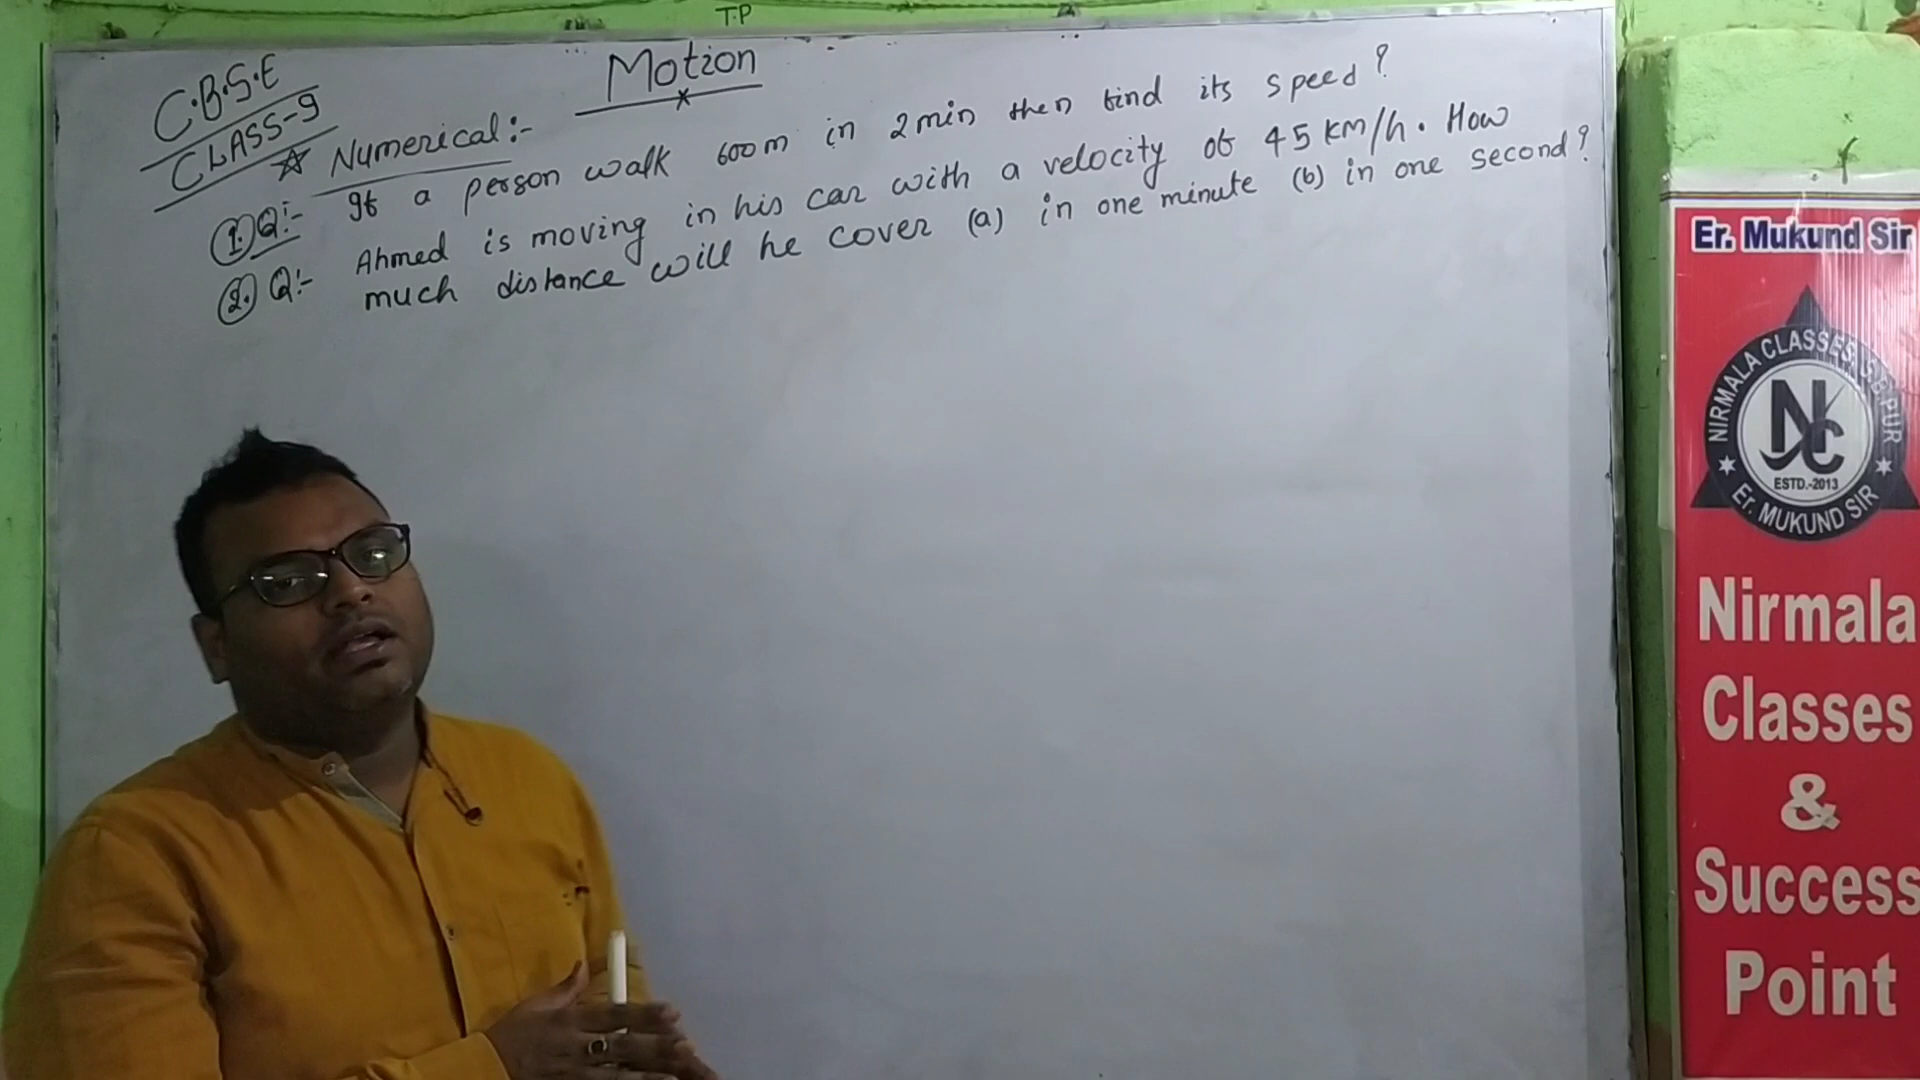 T.P
C.B.S.E
CLASS-9
Motion
☆ Numerical:-
1. Q:- If a person walk 600m in 2min then find its speed?
2. Q:- Ahmed is moving in his car with a velocity of 45 km/h. How
much distance will he cover (a) in one minute (b) in one second?
Er. Mukund Sir
NIRMALA CLASSES, S.B.PUR
NC
ESTD.-2013
Er. MUKUND SIR
Nirmala
Classes
&
Success
Point